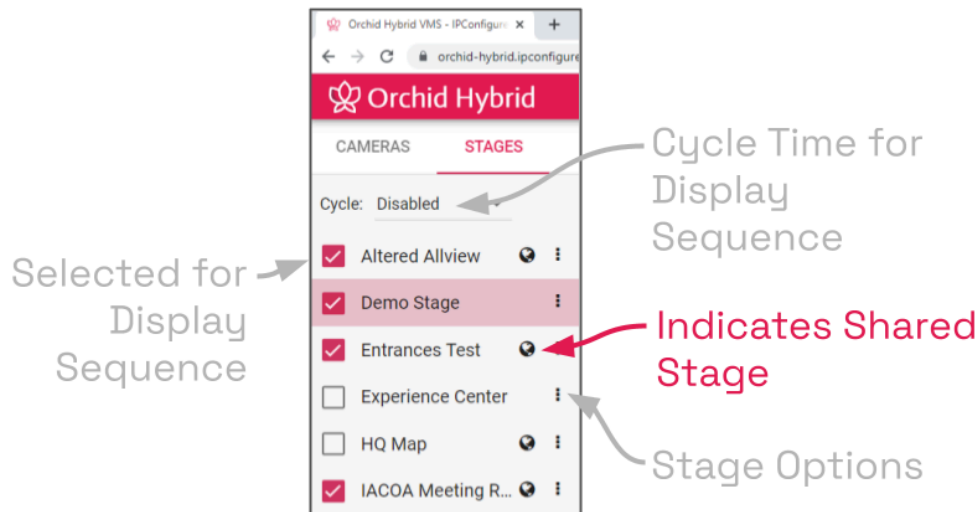 Orchid Hybrid VMS - IPConfigure
orchid-hybrid.ipconfigure
Orchid Hybrid
CAMERAS
STAGES
Cycle: Disabled
Altered Allview
Demo Stage
Entrances Test
Experience Center
HQ Map
IACOA Meeting R...
Selected for
Display
Sequence
Cycle Time for
Display
Sequence
Indicates Shared
Stage
Stage Options